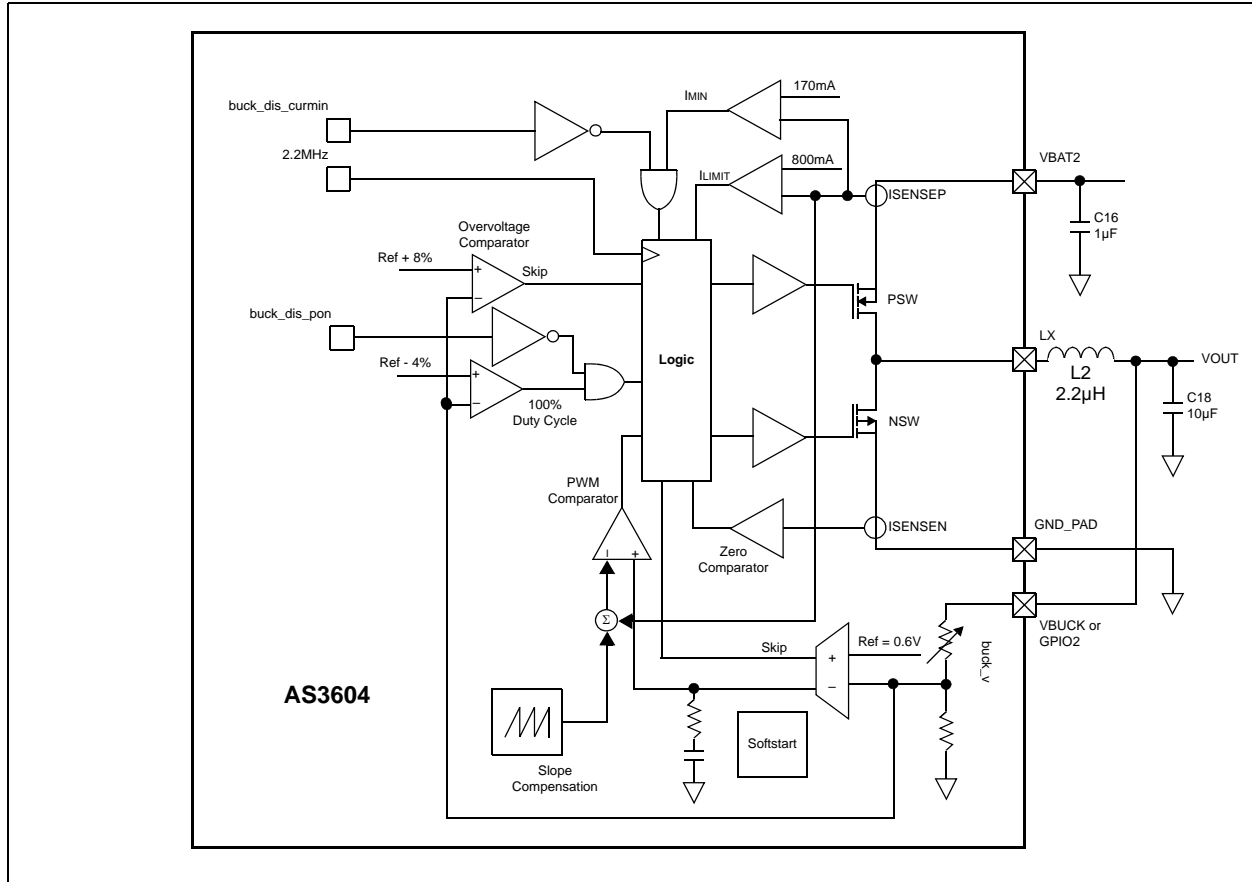 buck_dis_curmin
2.2MHz
IMIN
170mA
ILIMIT
800mA
VBAT2
ISENSEP
C16
1µF
Overvoltage
Comparator
Ref + 8%
+
−
Skip
buck_dis_pon
Ref - 4%
+
−
100%
Duty Cycle
Logic
PSW
LX
VOUT
L2
2.2µH
C18
10µF
NSW
PWM
Comparator
−
+
Zero
Comparator
ISENSEN
GND_PAD
Σ
VBUCK or
GPIO2
Skip
Ref = 0.6V
+
−
buck_v
AS3604
Softstart
Slope
Compensation